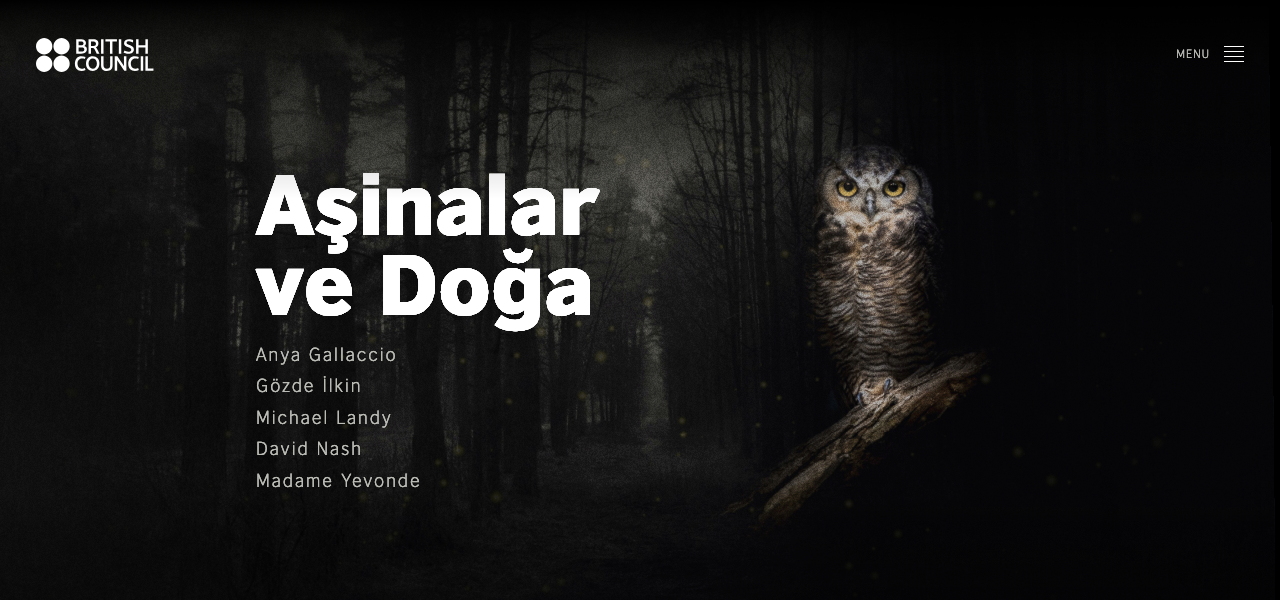 BRITISH
COUNCIL
MENU
Aşinalar
ve Doğa
Anya Gallaccio
Gözde İlkin
Michael Landy
David Nash
Madame Yevonde